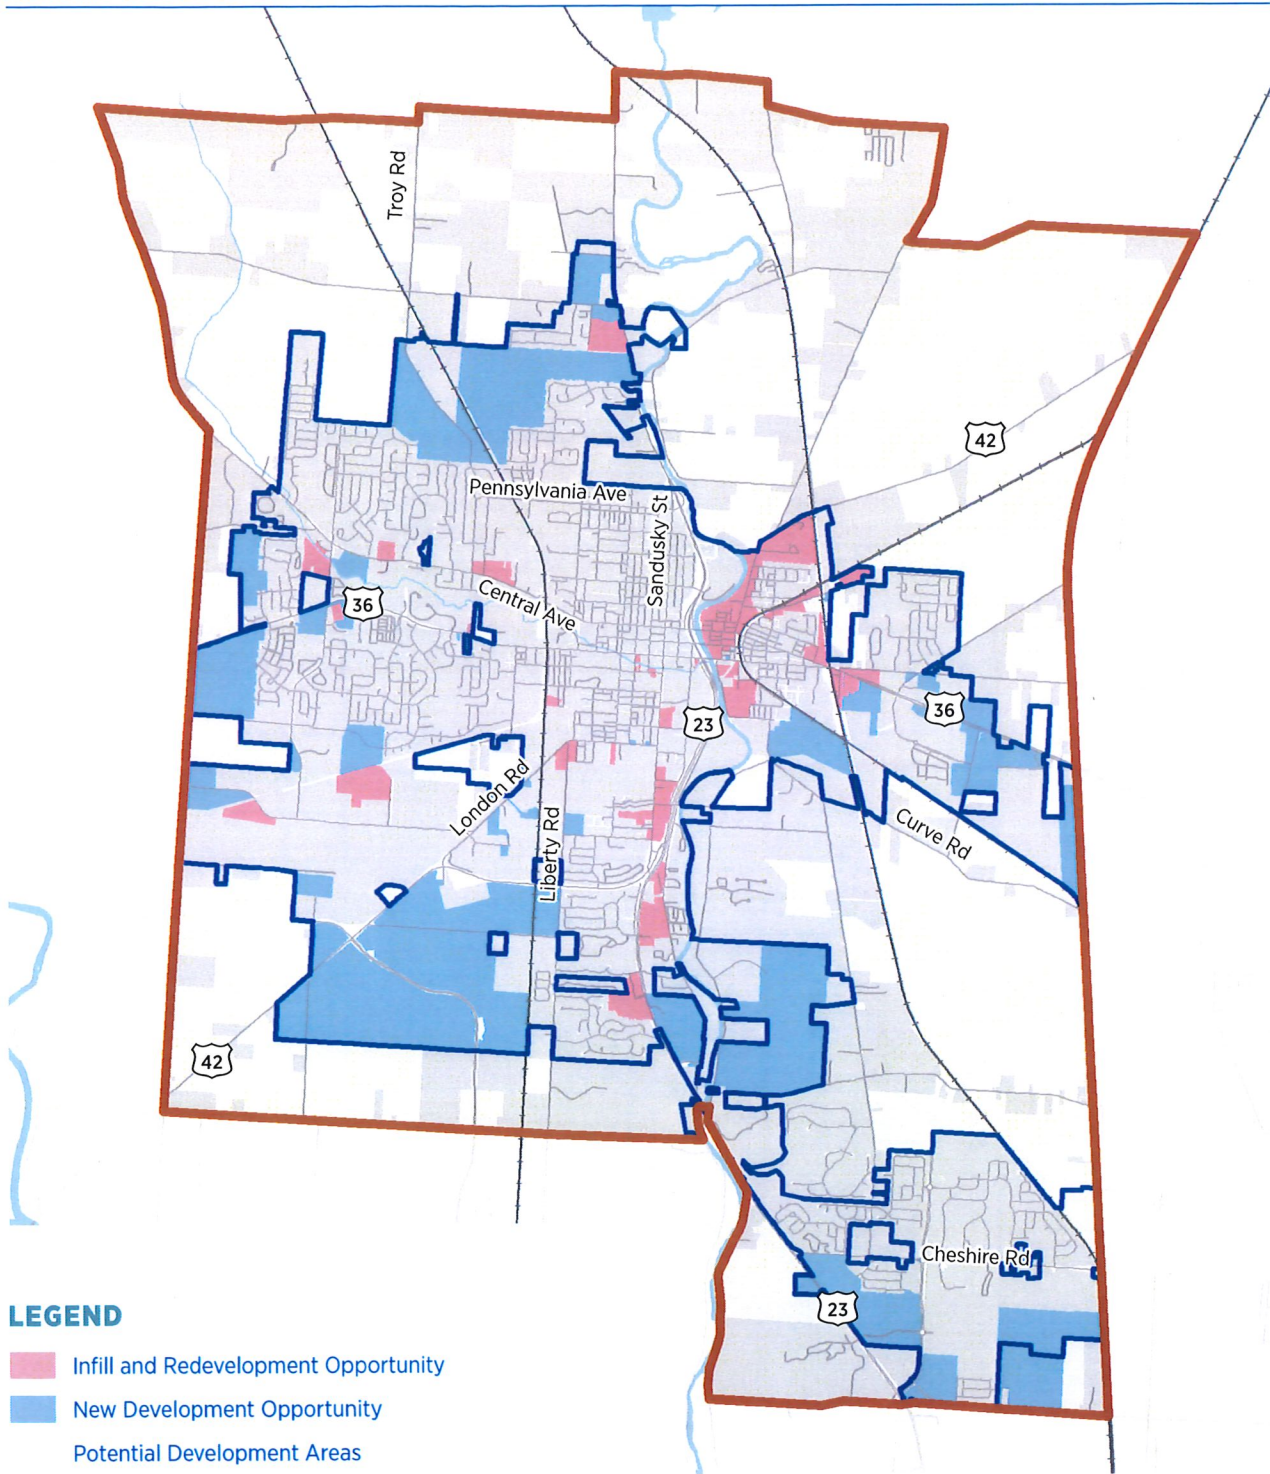 Troy Rd
42
Pennsylvania Ave
Sandusky St
36
Central Ave
36
23
London Rd
Liberty Rd
Curve Rd
42
Cheshire Rd
23
LEGEND
Infill and Redevelopment Opportunity
New Development Opportunity
Potential Development Areas